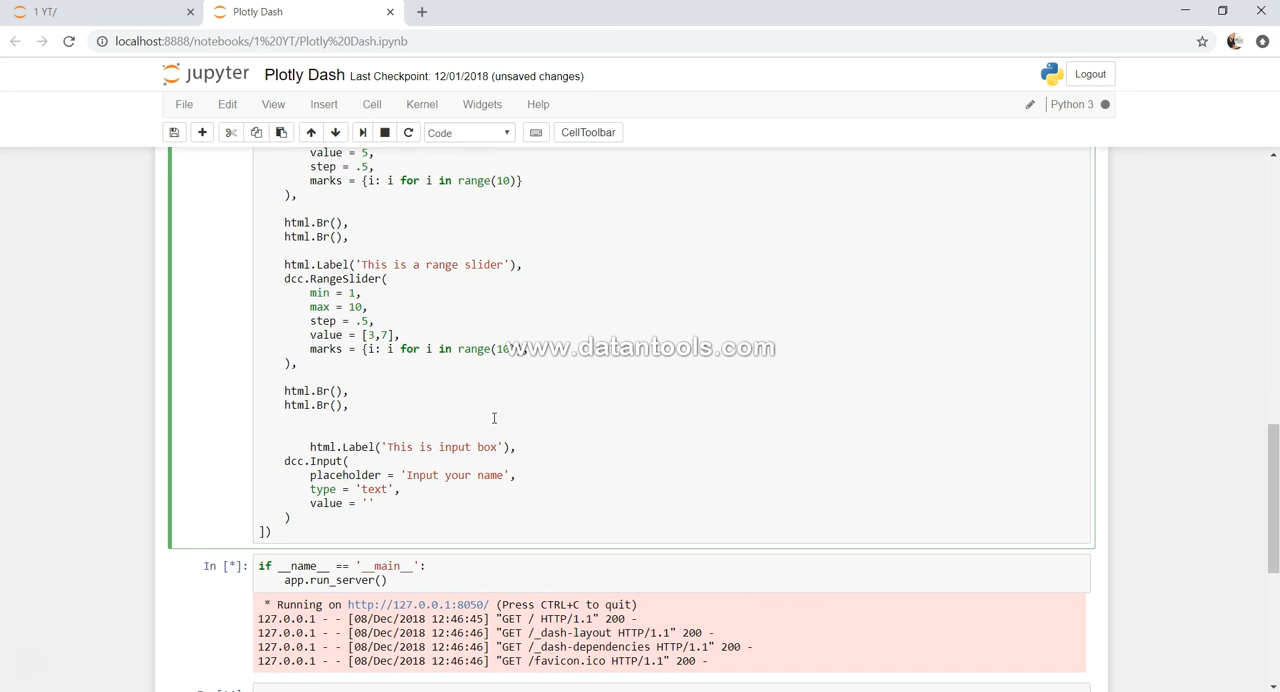 1 YT/
Plotly Dash
localhost:8888/notebooks/1%20YT/Plotly%20Dash.ipynb
jupyter Plotly Dash Last Checkpoint: 12/01/2018 (unsaved changes)
Logout
File Edit View Insert Cell Kernel Widgets Help
Python 3
Code
CellToolbar
value = 5,
step = .5,
marks = {i: i for i in range(10)}
),
html.Br(),
html.Br(),
html.Label('This is a range slider'),
dcc.RangeSlider(
min = 1,
max = 10,
step = .5,
value = [3,7],
marks = {i: i for i in range(10)},
www.datantools.com
),
html.Br(),
html.Br(),
html.Label('This is input box'),
dcc.Input(
placeholder = 'Input your name',
type = 'text',
value = ''
)
])
In [*]: if __name__ == '__main__':
app.run_server()
* Running on http://127.0.0.1:8050/ (Press CTRL+C to quit)
127.0.0.1 - - [08/Dec/2018 12:46:45] "GET / HTTP/1.1" 200 -
127.0.0.1 - - [08/Dec/2018 12:46:46] "GET /_dash-layout HTTP/1.1" 200 -
127.0.0.1 - - [08/Dec/2018 12:46:46] "GET /_dash-dependencies HTTP/1.1" 200 -
127.0.0.1 - - [08/Dec/2018 12:46:46] "GET /favicon.ico HTTP/1.1" 200 -